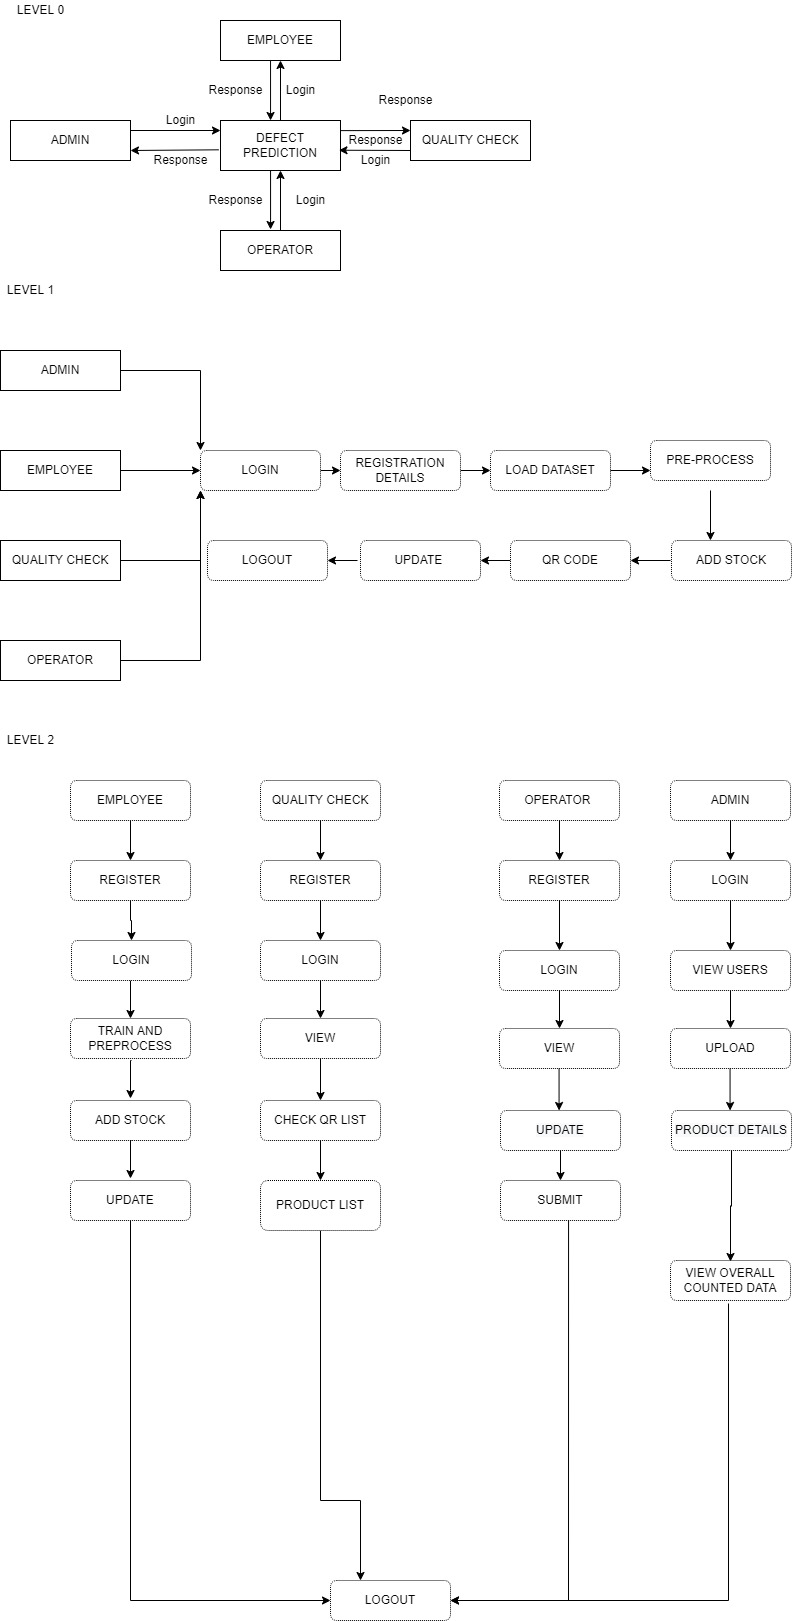 LEVEL 0
EMPLOYEE
Response
Login
Response
Login
ADMIN
DEFECT
PREDICTION
Response
QUALITY CHECK
Response
Login
Response
Login
OPERATOR
LEVEL 1
ADMIN
EMPLOYEE
LOGIN
REGISTRATION
DETAILS
LOAD DATASET
PRE-PROCESS
QUALITY CHECK
LOGOUT
UPDATE
QR CODE
ADD STOCK
OPERATOR
LEVEL 2
EMPLOYEE
QUALITY CHECK
OPERATOR
ADMIN
REGISTER
REGISTER
REGISTER
LOGIN
LOGIN
LOGIN
LOGIN
VIEW USERS
TRAIN AND
PREPROCESS
VIEW
VIEW
UPLOAD
ADD STOCK
CHECK QR LIST
UPDATE
PRODUCT DETAILS
UPDATE
PRODUCT LIST
SUBMIT
VIEW OVERALL
COUNTED DATA
LOGOUT